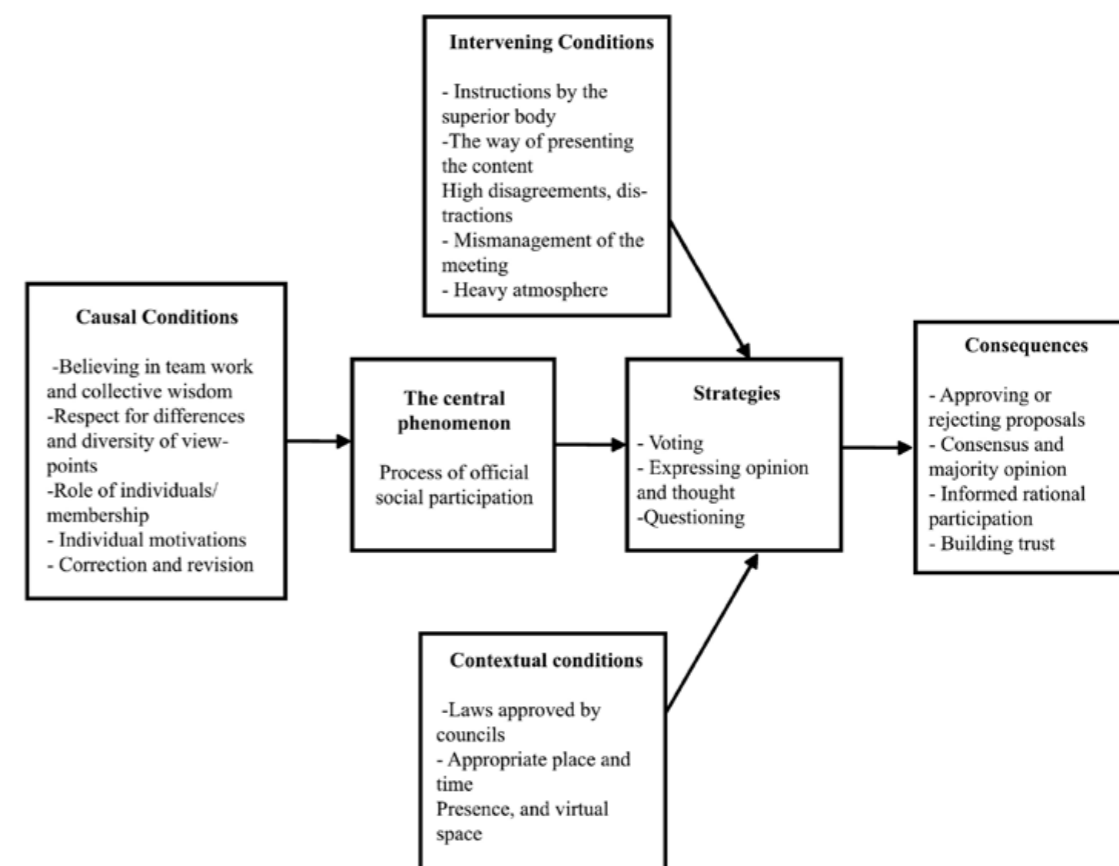 Intervening Conditions
- Instructions by the
superior body
-The way of presenting
the content
High disagreements, dis-
tractions
- Mismanagement of the
meeting
- Heavy atmosphere
Causal Conditions
-Believing in team work
and collective wisdom
-Respect for differences
and diversity of view-
points
-Role of individuals/
membership
- Individual motivations
- Correction and revision
The central
phenomenon
Process of official
social participation
Strategies
- Voting
- Expressing opinion
and thought
-Questioning
Consequences
- Approving or
rejecting proposals
- Consensus and
majority opinion
- Informed rational
participation
- Building trust
Contextual conditions
-Laws approved by
councils
- Appropriate place and
time
Presence, and virtual
space